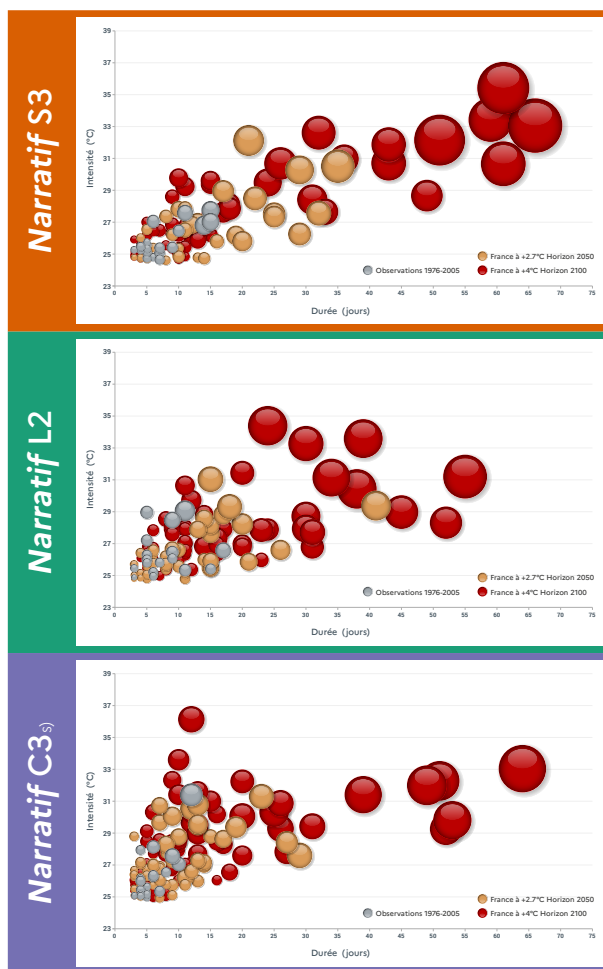 Narratif S3
39
37
35
33
31
29
27
25
23
Intensité (°C)
0 5 10 15 20 25 30 35 40 45 50 55 60 65 70 75
Durée (jours)
France à +2.7°C Horizon 2050
Observations 1976-2005
France à +4°C Horizon 2100
Narratif L2
39
37
35
33
31
29
27
25
23
Intensité (°C)
0 5 10 15 20 25 30 35 40 45 50 55 60 65 70 75
Durée (jours)
France à +2.7°C Horizon 2050
Observations 1976-2005
France à +4°C Horizon 2100
Narratif C3s)
39
37
35
33
31
29
27
25
23
Intensité (°C)
0 5 10 15 20 25 30 35 40 45 50 55 60 65 70 75
Durée (jours)
France à +2.7°C Horizon 2050
Observations 1976-2005
France à +4°C Horizon 2100